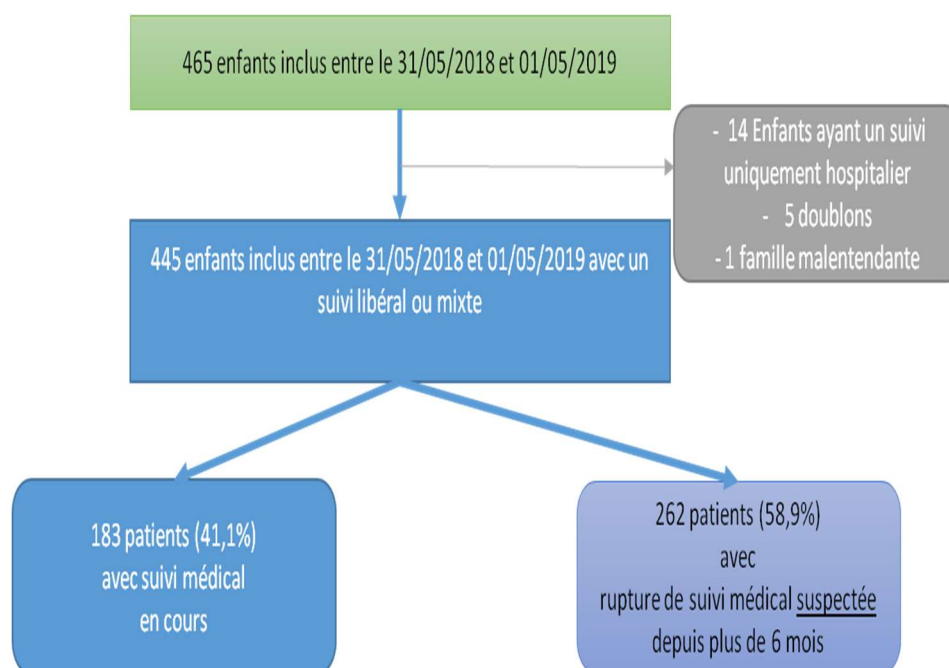 465 enfants inclus entre le 31/05/2018 et 01/05/2019
- 14 Enfants ayant un suivi
uniquement hospitalier
- 5 doublons
- 1 famille malentendante
445 enfants inclus entre le 31/05/2018 et 01/05/2019 avec un
suivi libéral ou mixte
183 patients (41,1%)
avec suivi médical
en cours
262 patients (58,9%)
avec
rupture de suivi médical suspectée
depuis plus de 6 mois